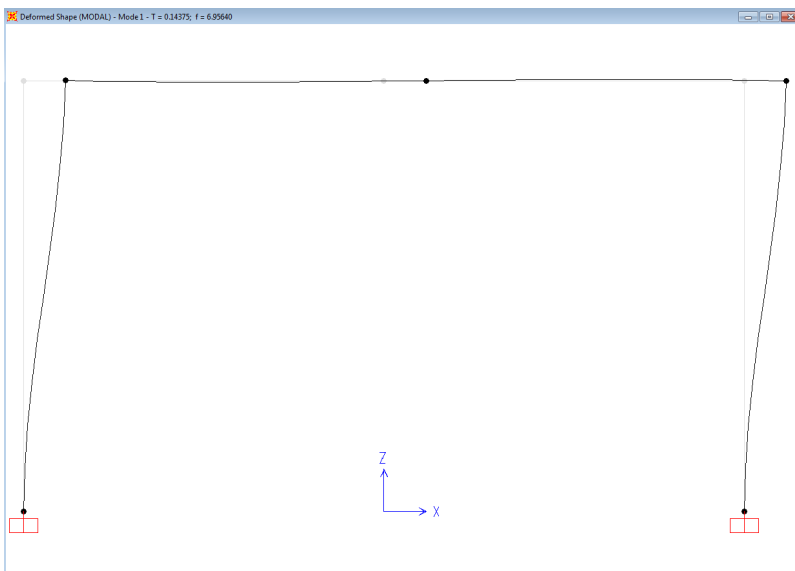 Deformed Shape (MODAL) - Mode 1 - T = 0.14375; f = 6.95640
Z
X